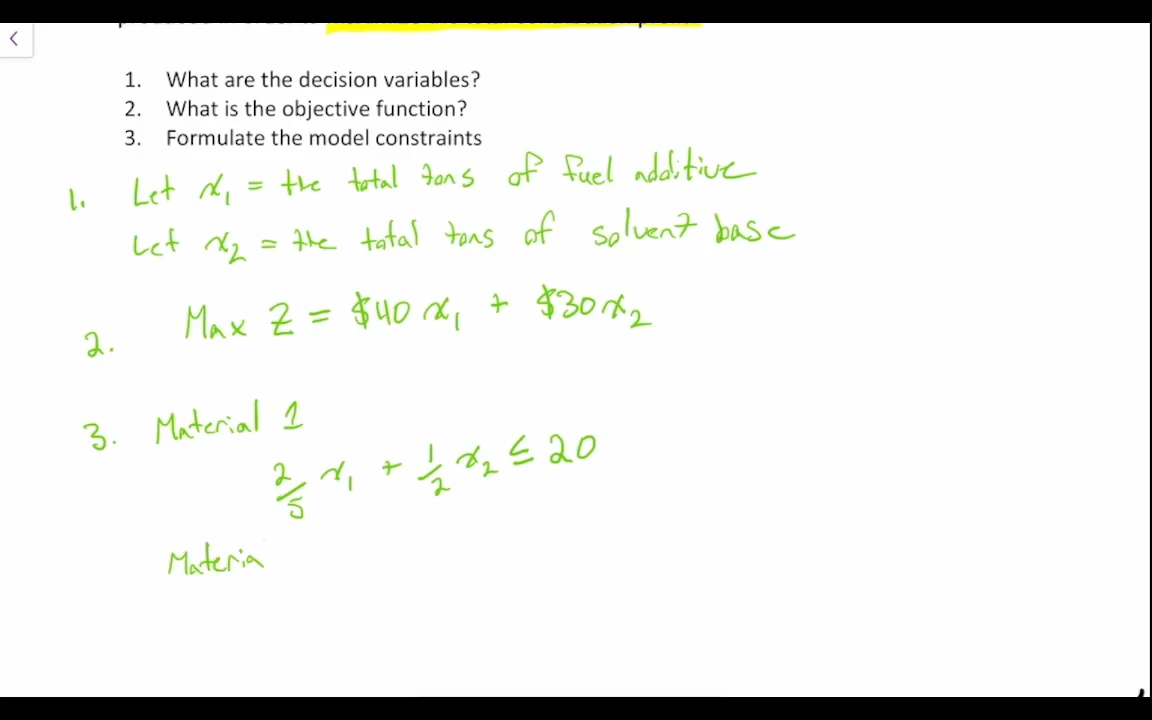 1. What are the decision variables?
2. What is the objective function?
3. Formulate the model constraints
1. Let x₁ = the total tons of fuel additive
Let x₂ = the total tons of solvent base
2. Max Z = $40 x₁ + $30 x₂
3. Material 1
2/5 x₁ + 1/2 x₂ ≤ 20
Materia